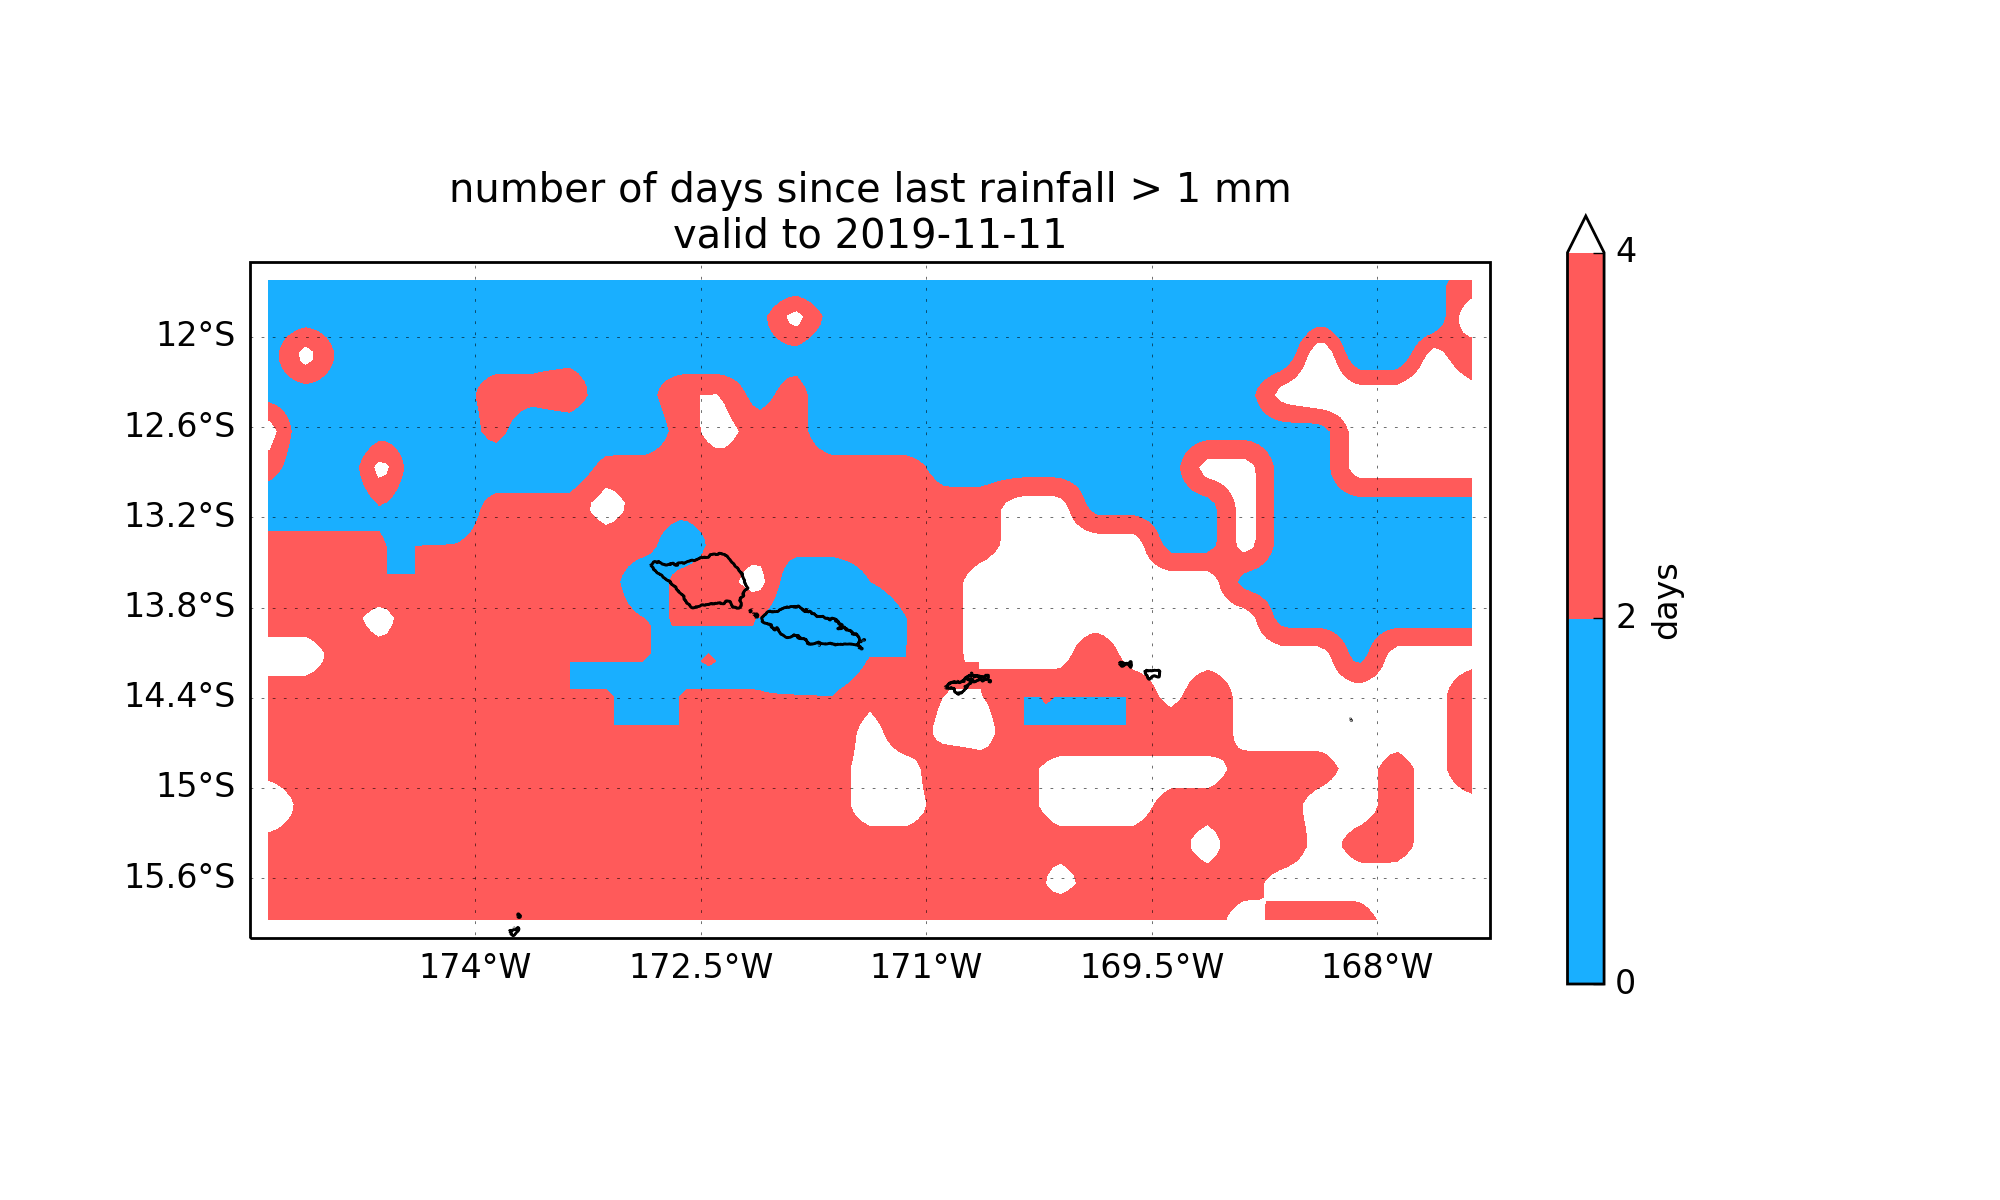 number of days since last rainfall > 1 mm
valid to 2019-11-11
12°S
12.6°S
13.2°S
13.8°S
14.4°S
15°S
15.6°S
174°W
172.5°W
171°W
169.5°W
168°W
4
2
0
days